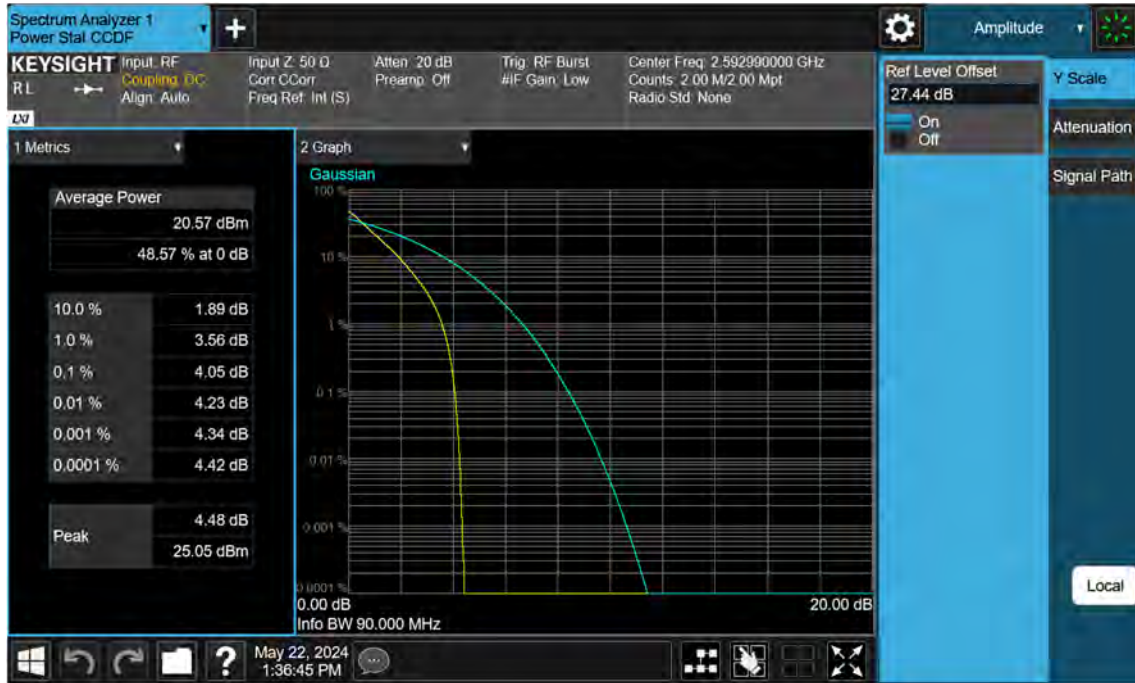 Spectrum Analyzer 1
Power Stat CCDF
+
Amplitude
KEYSIGHT
RL
LXI
Input: RF
Coupling: DC
Align: Auto
Input Z: 50 Ω
Corr CCorr
Freq Ref: Int (S)
Atten: 20 dB
Preamp: Off
Trig: RF Burst
#IF Gain: Low
Center Freq: 2.592990000 GHz
Counts: 2.00 M/2.00 Mpt
Radio Std: None
Ref Level Offset
27.44 dB
On
Off
Y Scale
Attenuation
Signal Path
Local
1 Metrics
Average Power
20.57 dBm
48.57 % at 0 dB
10.0 % 1.89 dB
1.0 % 3.56 dB
0.1 % 4.05 dB
0.01 % 4.23 dB
0.001 % 4.34 dB
0.0001 % 4.42 dB
Peak
4.48 dB
25.05 dBm
2 Graph
Gaussian
100 %
10 %
1 %
0.1 %
0.01 %
0.001 %
0.0001 %
0.00 dB 20.00 dB
Info BW 90.000 MHz
?
May 22, 2024
1:36:45 PM